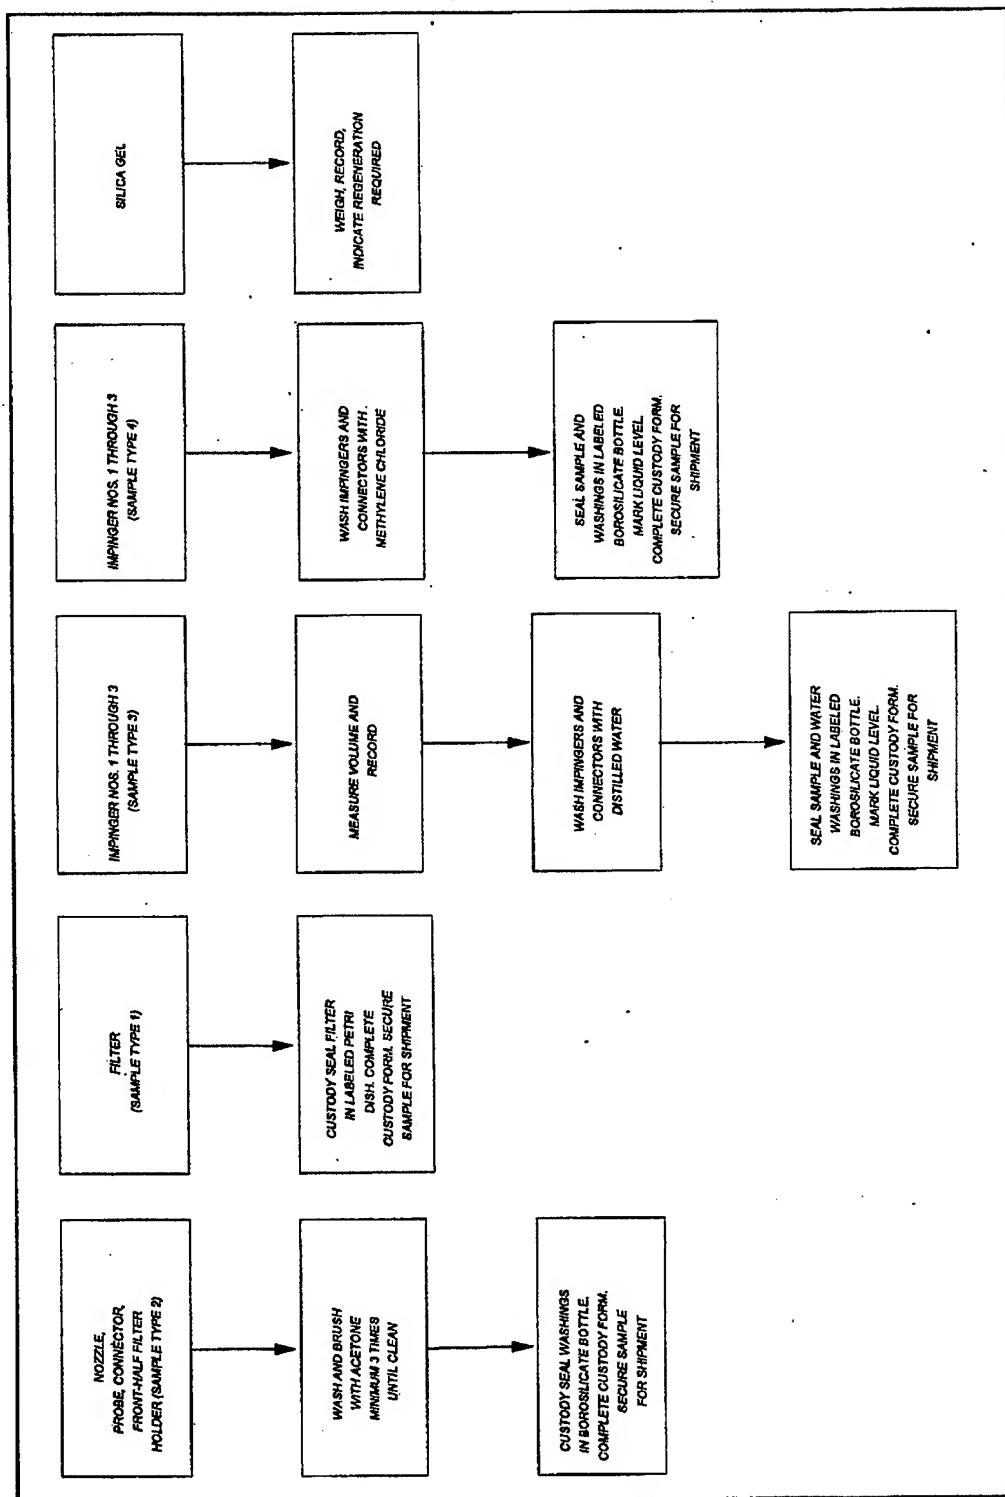 NOZZLE,
PROBE, CONNECTOR,
FRONT-HALF FILTER
HOLDER (SAMPLE TYPE 2)
WASH AND BRUSH
WITH ACETONE
MINIMUM 3 TIMES
UNTIL CLEAN
CUSTODY SEAL WASHINGS
IN BOROSILICATE BOTTLE.
COMPLETE CUSTODY FORM.
SECURE SAMPLE
FOR SHIPMENT
FILTER
(SAMPLE TYPE 1)
CUSTODY SEAL FILTER
IN LABELED PETRI
DISH. COMPLETE
CUSTODY FORM. SECURE
SAMPLE FOR SHIPMENT
IMPINGER NOS. 1 THROUGH 3
(SAMPLE TYPE 3)
MEASURE VOLUME AND
RECORD
WASH IMPINGERS AND
CONNECTORS WITH
DISTILLED WATER
SEAL SAMPLE AND WATER
WASHINGS IN LABELED
BOROSILICATE BOTTLE.
MARK LIQUID LEVEL.
COMPLETE CUSTODY FORM.
SECURE SAMPLE FOR
SHIPMENT
IMPINGER NOS. 1 THROUGH 3
(SAMPLE TYPE 4)
WASH IMPINGERS AND
CONNECTORS WITH
METHYLENE CHLORIDE
SEAL SAMPLE AND
WASHINGS IN LABELED
BOROSILICATE BOTTLE.
MARK LIQUID LEVEL.
COMPLETE CUSTODY FORM.
SECURE SAMPLE FOR
SHIPMENT
SILICA GEL
WEIGH, RECORD,
INDICATE REGENERATION
REQUIRED